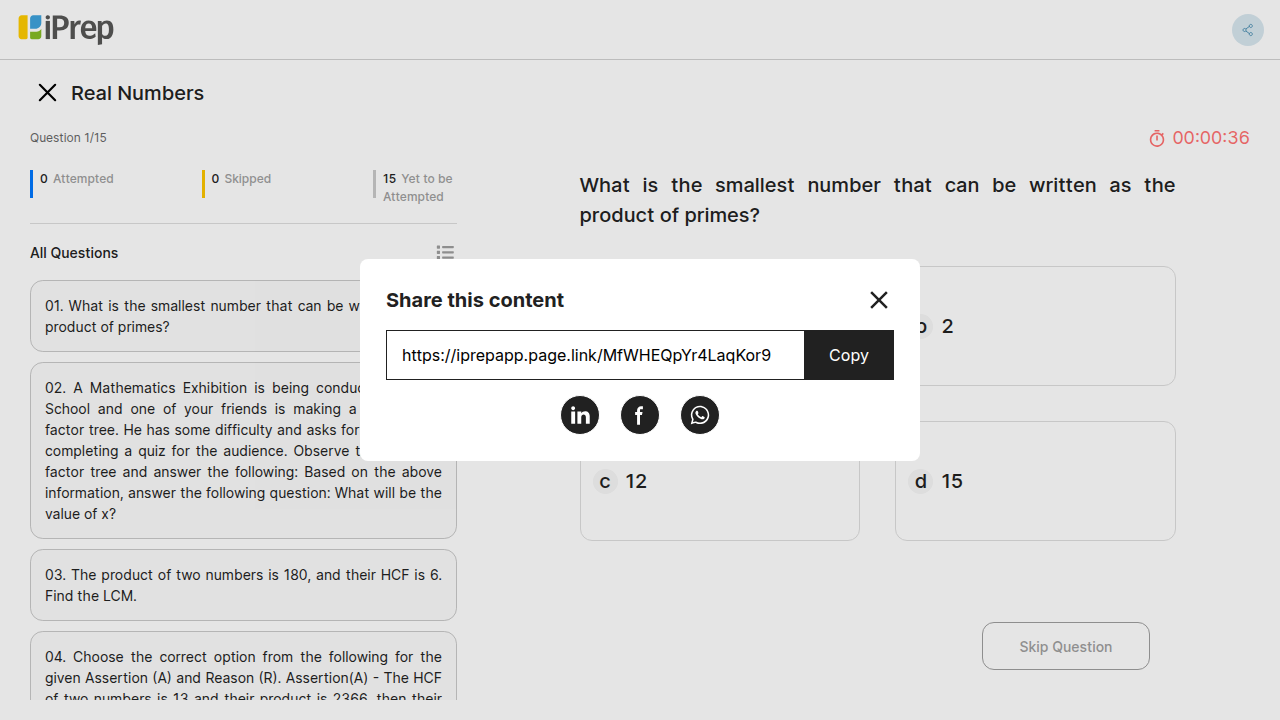 iPrep
Real Numbers
Question 1/15
00:00:36
0 Attempted
0 Skipped
15 Yet to be
Attempted
All Questions
01. What is the smallest number that can be w
product of primes?
02. A Mathematics Exhibition is being conduc
School and one of your friends is making a
factor tree. He has some difficulty and asks for
completing a quiz for the audience. Observe t
factor tree and answer the following: Based on the above
information, answer the following question: What will be the
value of x?
03. The product of two numbers is 180, and their HCF is 6.
Find the LCM.
04. Choose the correct option from the following for the
given Assertion (A) and Reason (R). Assertion(A) - The HCF
of two numbers is 13 and their product is 2366, then their
What is the smallest number that can be written as the
product of primes?
b 2
c 12
d 15
Skip Question
Share this content
https://iprepapp.page.link/MfWHEQpYr4LaqKor9
Copy